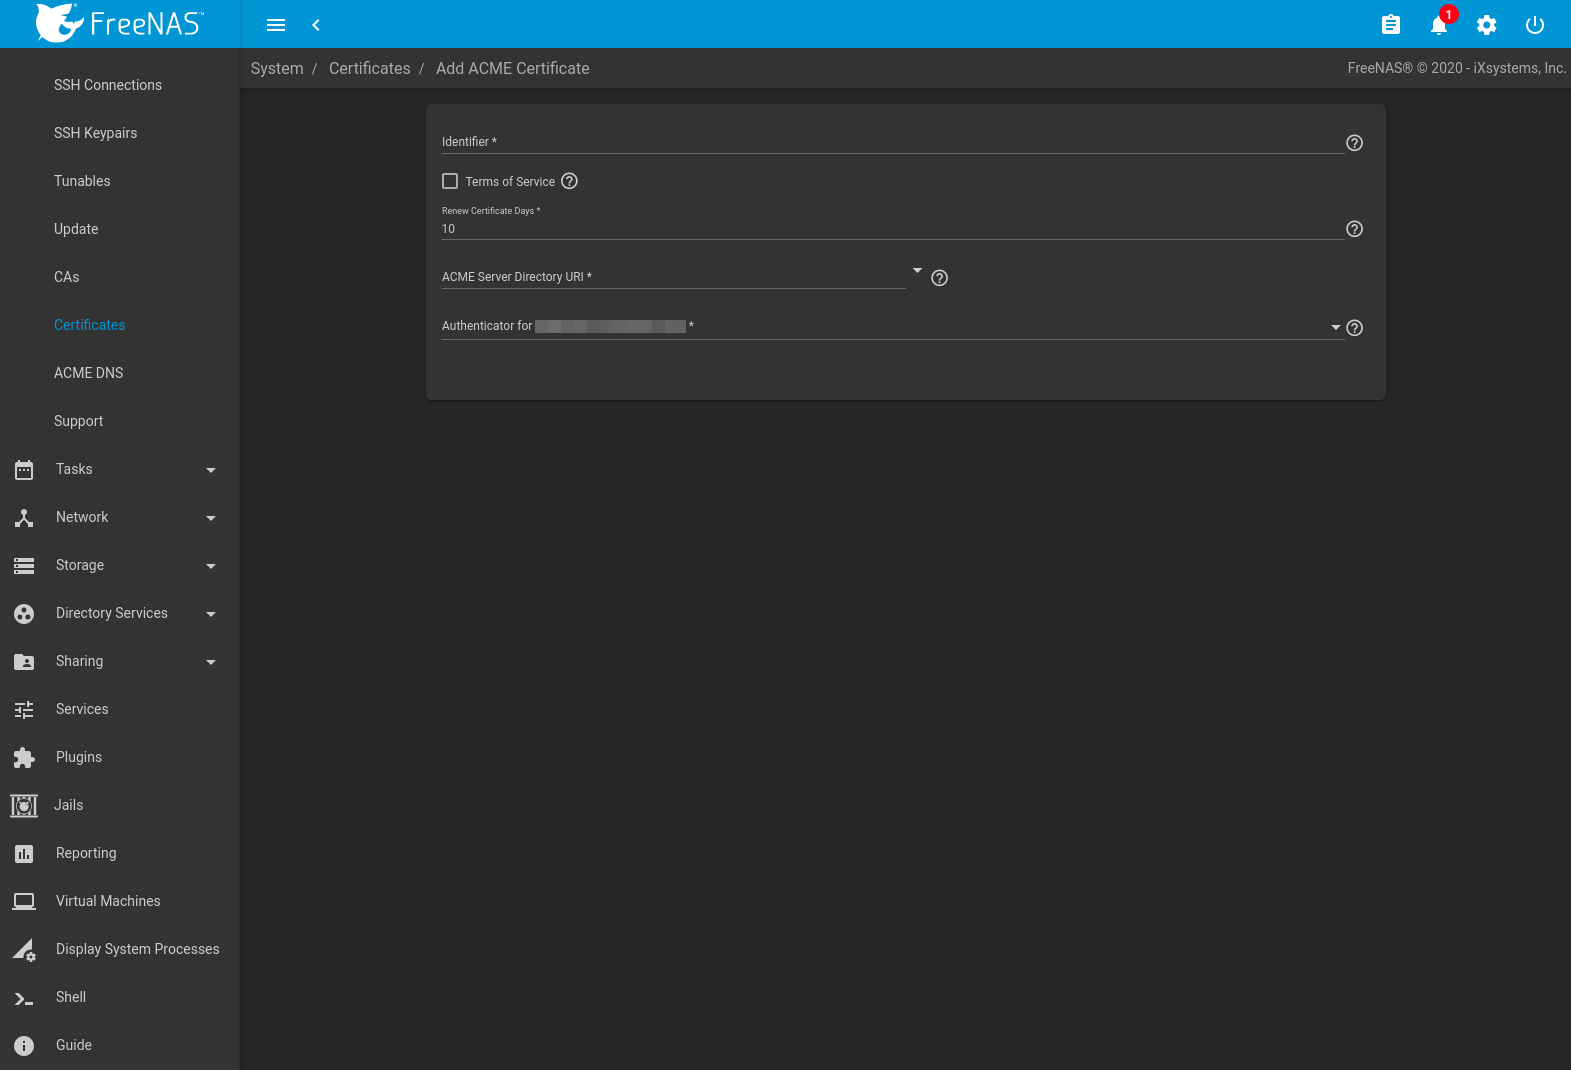 FreeNAS™
1
System / Certificates / Add ACME Certificate
FreeNAS® © 2020 - iXsystems, Inc.
SSH Connections
SSH Keypairs
Tunables
Update
CAs
Certificates
ACME DNS
Support
Tasks
Network
Storage
Directory Services
Sharing
Services
Plugins
Jails
Reporting
Virtual Machines
Display System Processes
Shell
Guide
Identifier *
Terms of Service
Renew Certificate Days *
10
ACME Server Directory URI *
Authenticator for *